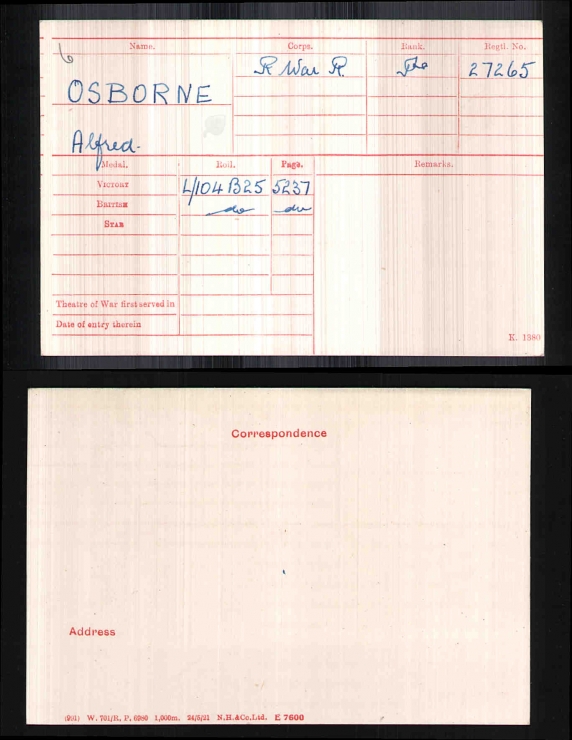 6
Name. Corps. Rank. Regtl. No.
R War R. Pte 27265
OSBORNE
Alfred.
Medal. Roll. Page. Remarks.
VICTORY L/104 B25 5237
BRITISH do do
STAR
Theatre of War first served in
Date of entry therein
K. 1380
Correspondence
Address
W. 701/R. P. 6980 1,000m. 24/5/21 N.H.&Co.Ltd. E 7600